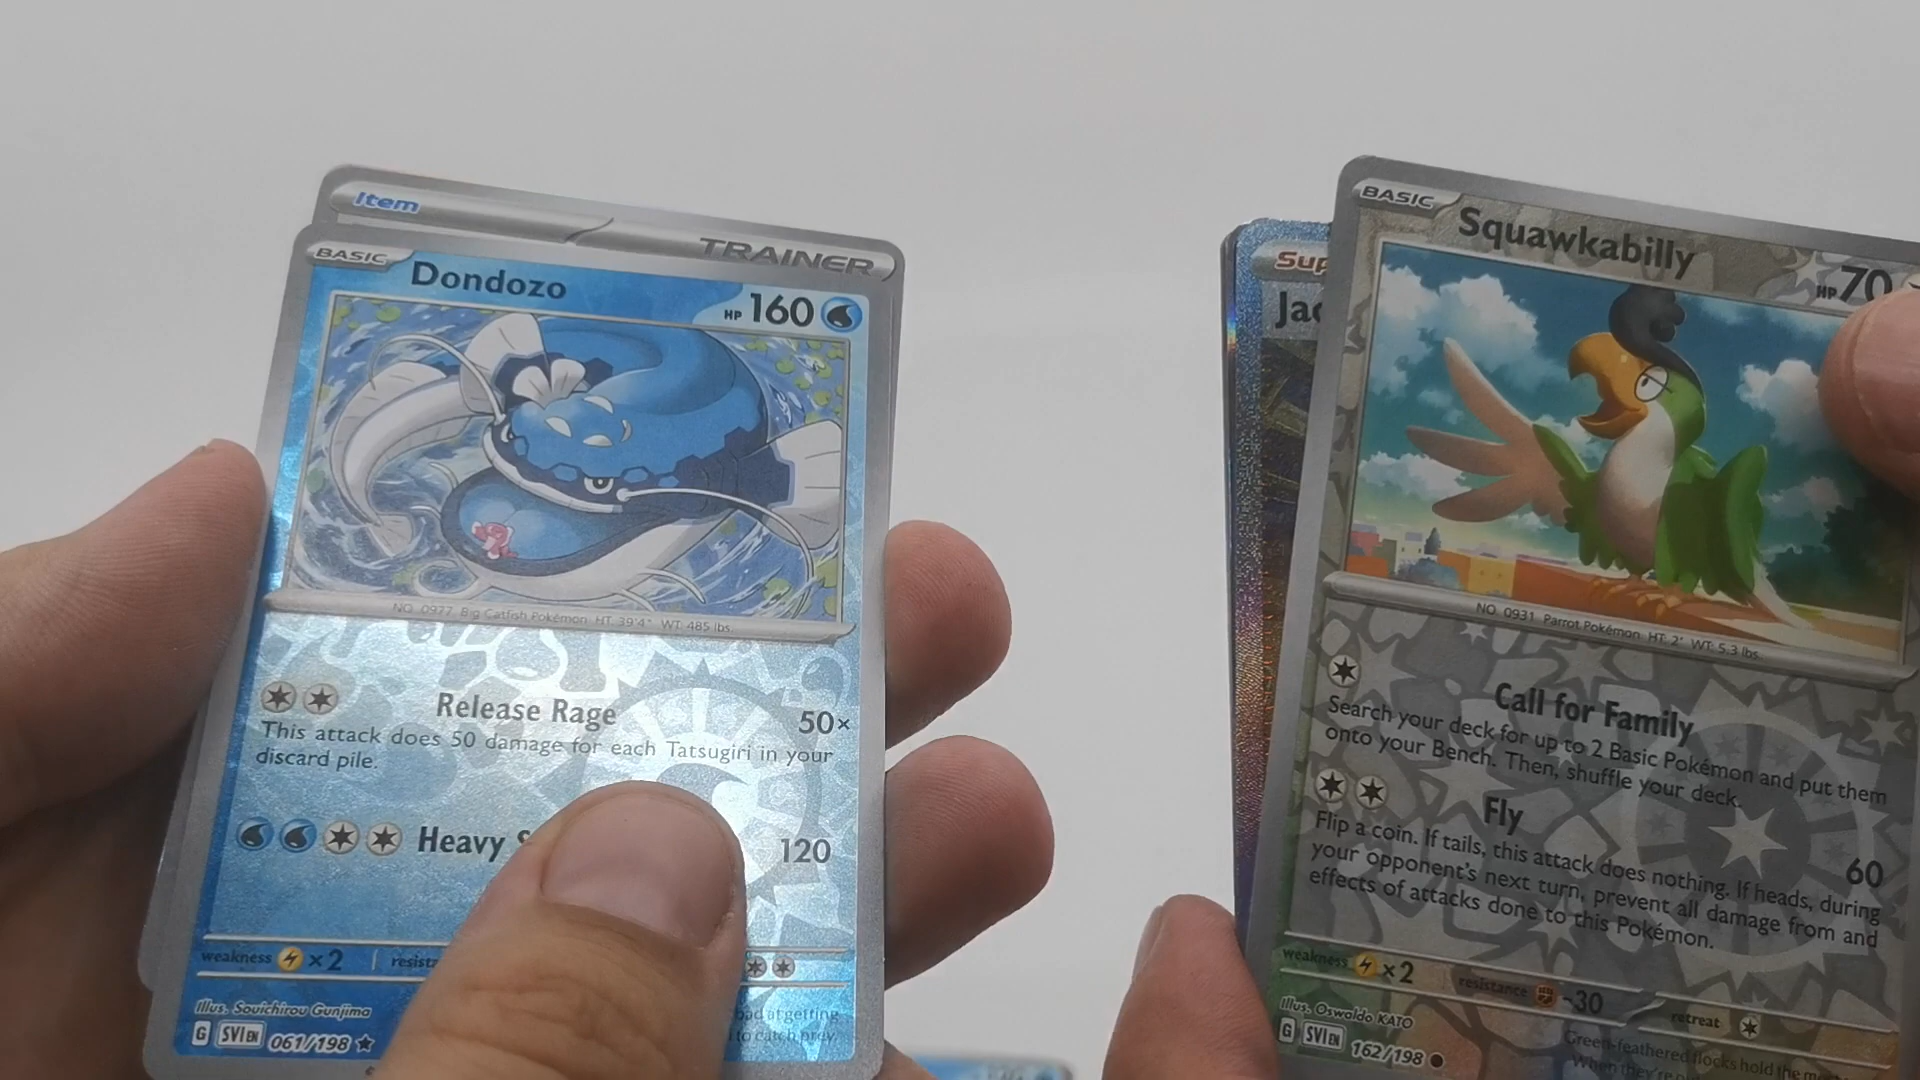 Item
TRAINER
BASIC
Dondozo
HP 160
NO. 0977 Big Catfish Pokémon HT: 39'4" WT: 485 lbs.
Release Rage 50×
This attack does 50 damage for each Tatsugiri in your
discard pile.
Heavy 120
weakness ×2
Illus. Souichirou Gunjima
bad at getting
to catch prey.
G SVI EN 061/198
BASIC
Squawkabilly
HP 70
NO. 0931 Parrot Pokémon HT: 2' WT: 5.3 lbs.
Call for Family
Search your deck for up to 2 Basic Pokémon and put them
onto your Bench. Then, shuffle your deck.
Fly 60
Flip a coin. If tails, this attack does nothing. If heads, during
your opponent's next turn, prevent all damage from and
effects of attacks done to this Pokémon.
weakness ×2 resistance -30
retreat
Illus. Oswaldo KATO
G SVI EN 162/198
Green-feathered flocks hold the